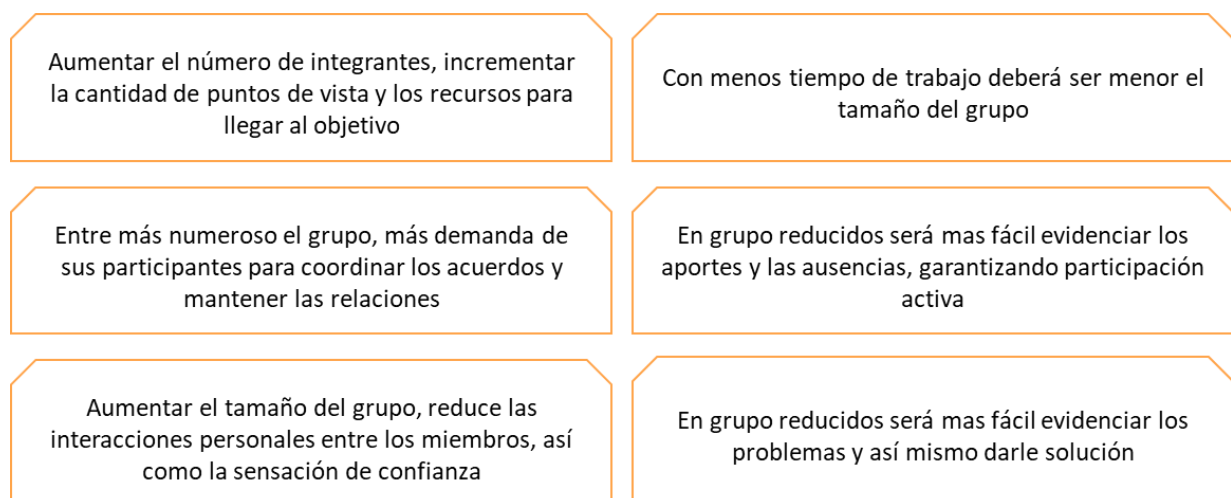 Aumentar el número de integrantes, incrementar
la cantidad de puntos de vista y los recursos para
llegar al objetivo
Con menos tiempo de trabajo deberá ser menor el
tamaño del grupo
Entre más numeroso el grupo, más demanda de
sus participantes para coordinar los acuerdos y
mantener las relaciones
En grupo reducidos será mas fácil evidenciar los
aportes y las ausencias, garantizando participación
activa
Aumentar el tamaño del grupo, reduce las
interacciones personales entre los miembros, así
como la sensación de confianza
En grupo reducidos será mas fácil evidenciar los
problemas y así mismo darle solución